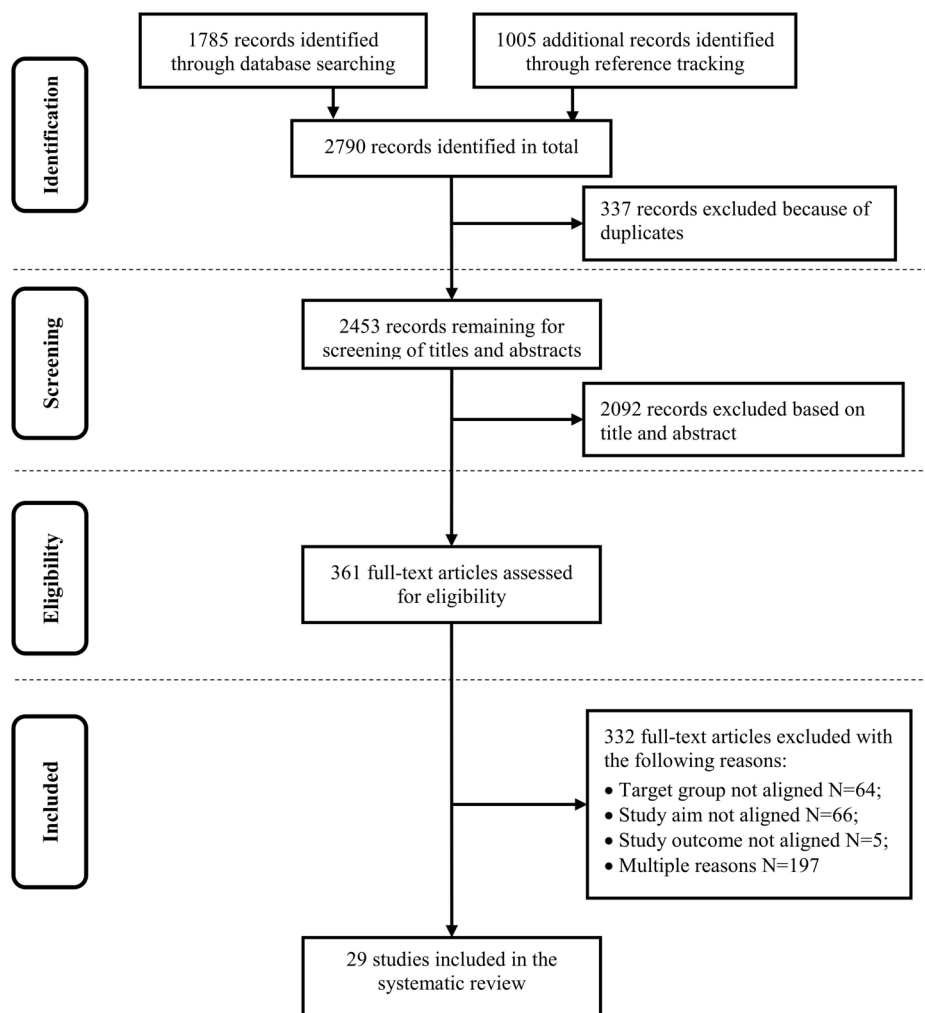 1785 records identified
through database searching
1005 additional records identified
through reference tracking
Identification
2790 records identified in total
337 records excluded because of
duplicates
Screening
2453 records remaining for
screening of titles and abstracts
2092 records excluded based on
title and abstract
Eligibility
361 full-text articles assessed
for eligibility
Included
332 full-text articles excluded with
the following reasons:
• Target group not aligned N=64;
• Study aim not aligned N=66;
• Study outcome not aligned N=5;
• Multiple reasons N=197
29 studies included in the
systematic review